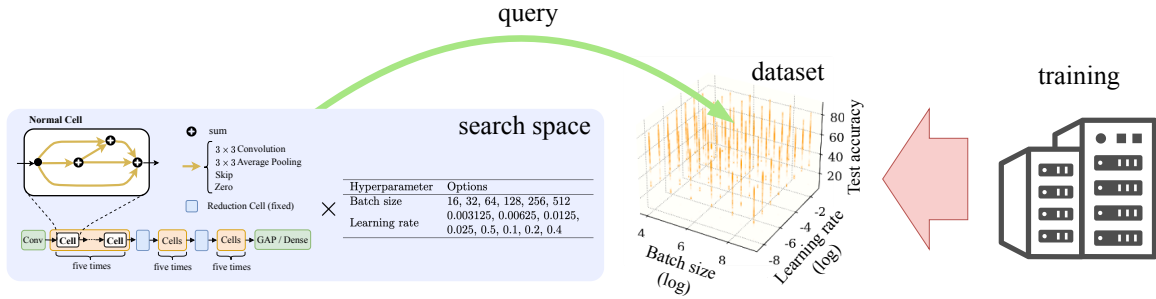 query
dataset
training
search space
Normal Cell
sum
3 × 3 Convolution
3 × 3 Average Pooling
Skip
Zero
Reduction Cell (fixed)
×
Hyperparameter Options
Batch size 16, 32, 64, 128, 256, 512
Learning rate 0.003125, 0.00625, 0.0125,
0.025, 0.5, 0.1, 0.2, 0.4
Conv Cell Cell Cells Cells GAP / Dense
five times five times five times
80
60
40
20
Test accuracy
4 6 8
Batch size
(log)
-8 -6 -4 -2
Learning rate
(log)